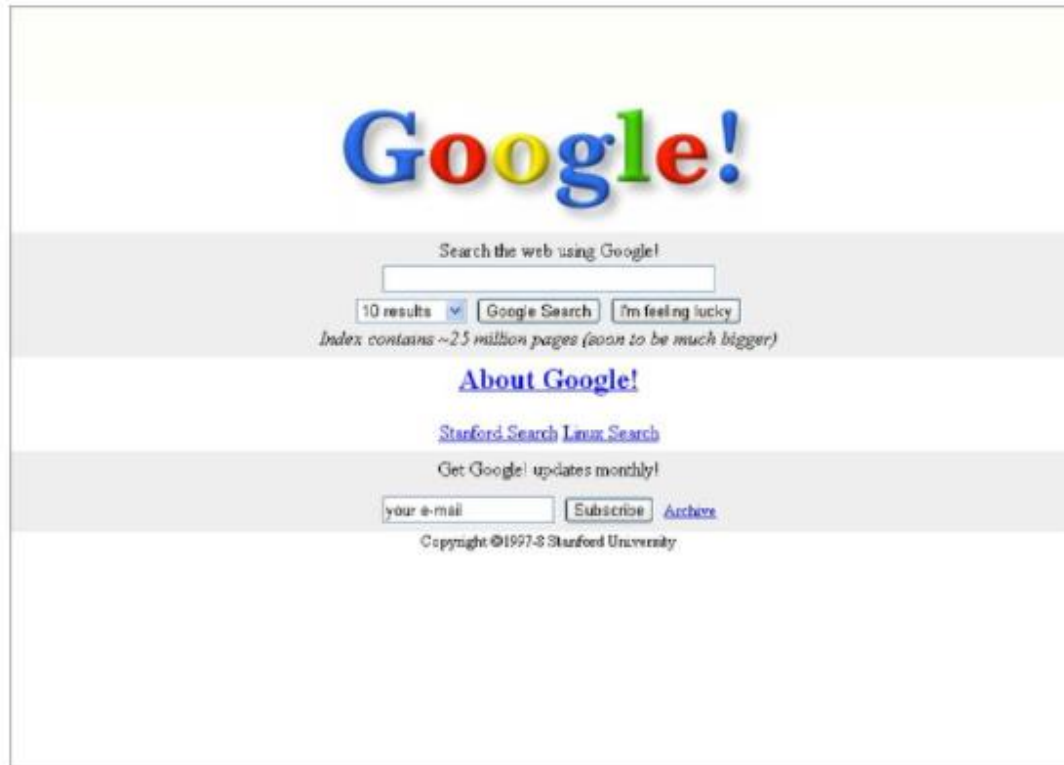 Google!
Search the web using Google!
10 results Google Search I'm feeling lucky
Index contains ~25 million pages (soon to be much bigger)
About Google!
Stanford Search Linux Search
Get Google! updates monthly!
your e-mail Subscribe Archive
Copyright ©1997-8 Stanford University